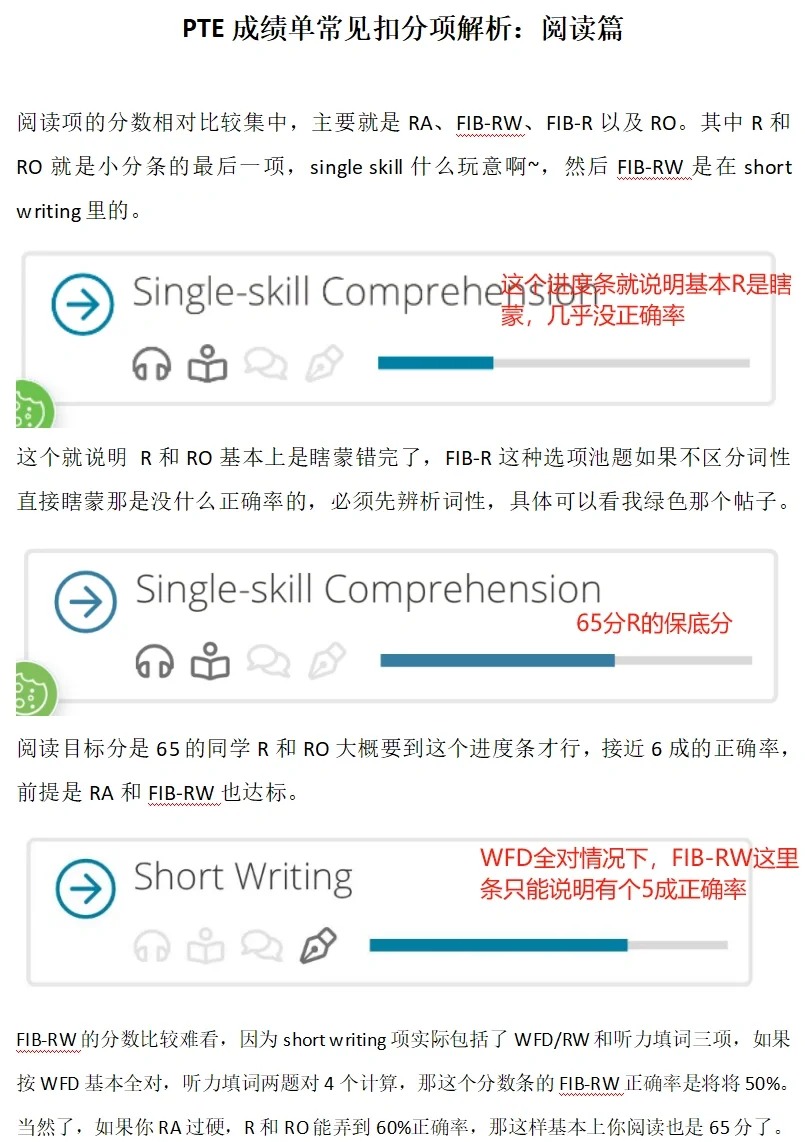 PTE 成绩单常见扣分项解析：阅读篇
阅读项的分数相对比较集中，主要就是 RA、FIB-RW、FIB-R 以及 RO。其中 R 和
RO 就是小分条的最后一项，single skill 什么玩意啊~，然后 FIB-RW 是在 short
writing 里的。
Single-skill Comprehension
这个进度条就说明基本R是瞎
蒙，几乎没正确率
这个就说明 R 和 RO 基本上是瞎蒙错完了，FIB-R 这种选项池题如果不区分词性
直接瞎蒙那是没什么正确率的，必须先辨析词性，具体可以看我绿色那个帖子。
Single-skill Comprehension
65分R的保底分
阅读目标分是 65 的同学 R 和 RO 大概要到这个进度条才行，接近 6 成的正确率，
前提是 RA 和 FIB-RW 也达标。
Short Writing
WFD全对情况下，FIB-RW这里
条只能说明有个5成正确率
FIB-RW 的分数比较难看，因为 short writing 项实际包括了 WFD/RW 和听力填词三项，如果
按 WFD 基本全对，听力填词两题对 4 个计算，那这个分数条的 FIB-RW 正确率是将将 50%。
当然了，如果你 RA 过硬，R 和 RO 能弄到 60%正确率，那这样基本上你阅读也是 65 分了。